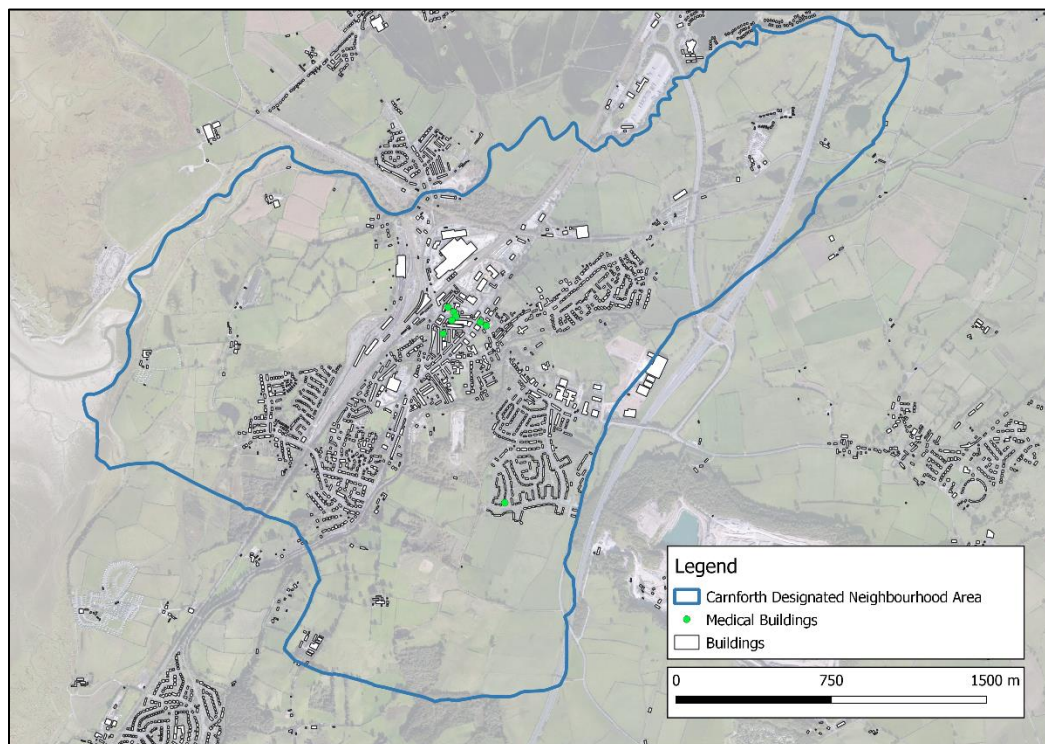 Legend
Carnforth Designated Neighbourhood Area
Medical Buildings
Buildings
0 750 1500 m